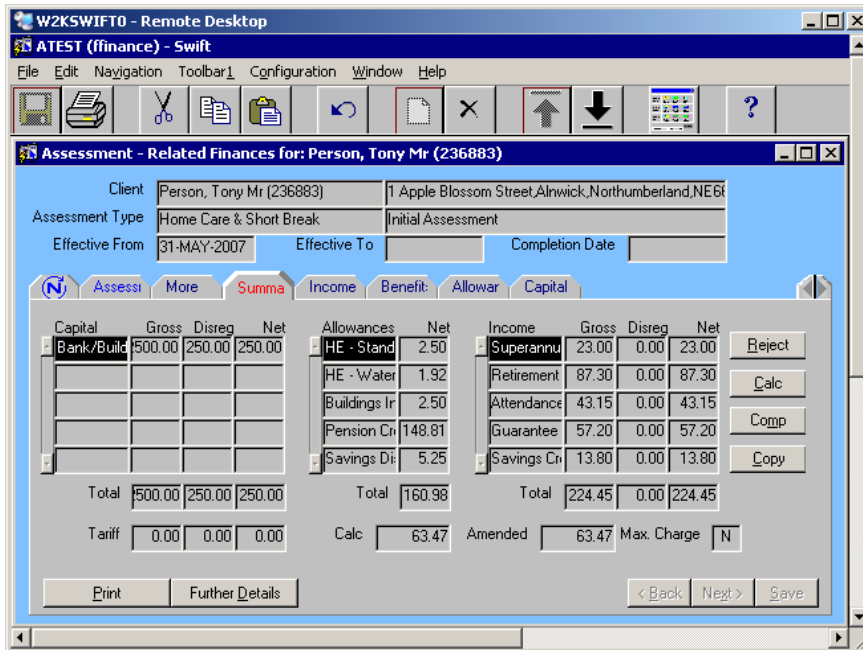 W2KSWIFT0 - Remote Desktop
ATEST (ffinance) - Swift
File Edit Navigation Toolbar1 Configuration Window Help
?
Assessment - Related Finances for: Person, Tony Mr (236883)
Client Person, Tony Mr (236883) 1 Apple Blossom Street,Alnwick,Northumberland,NE66
Assessment Type Home Care & Short Break Initial Assessment
Effective From 31-MAY-2007 Effective To Completion Date
N Assessi More Summa Income Benefit: Allowar Capital
Capital Gross Disreg Net Allowances Net Income Gross Disreg Net
Bank/Build 500.00 250.00 250.00 HE - Stand 2.50 Superannu 23.00 0.00 23.00 Reject
HE - Water 1.92 Retirement 87.30 0.00 87.30 Calc
Buildings Ir 2.50 Attendance 43.15 0.00 43.15
Comp
Pension Cr 148.81 Guarantee 57.20 0.00 57.20
Savings Di: 5.25 Savings Cr 13.80 0.00 13.80 Copy
Total 500.00 250.00 250.00 Total 160.98 Total 224.45 0.00 224.45
Tariff 0.00 0.00 0.00 Calc 63.47 Amended 63.47 Max. Charge N
Print Further Details < Back Next > Save